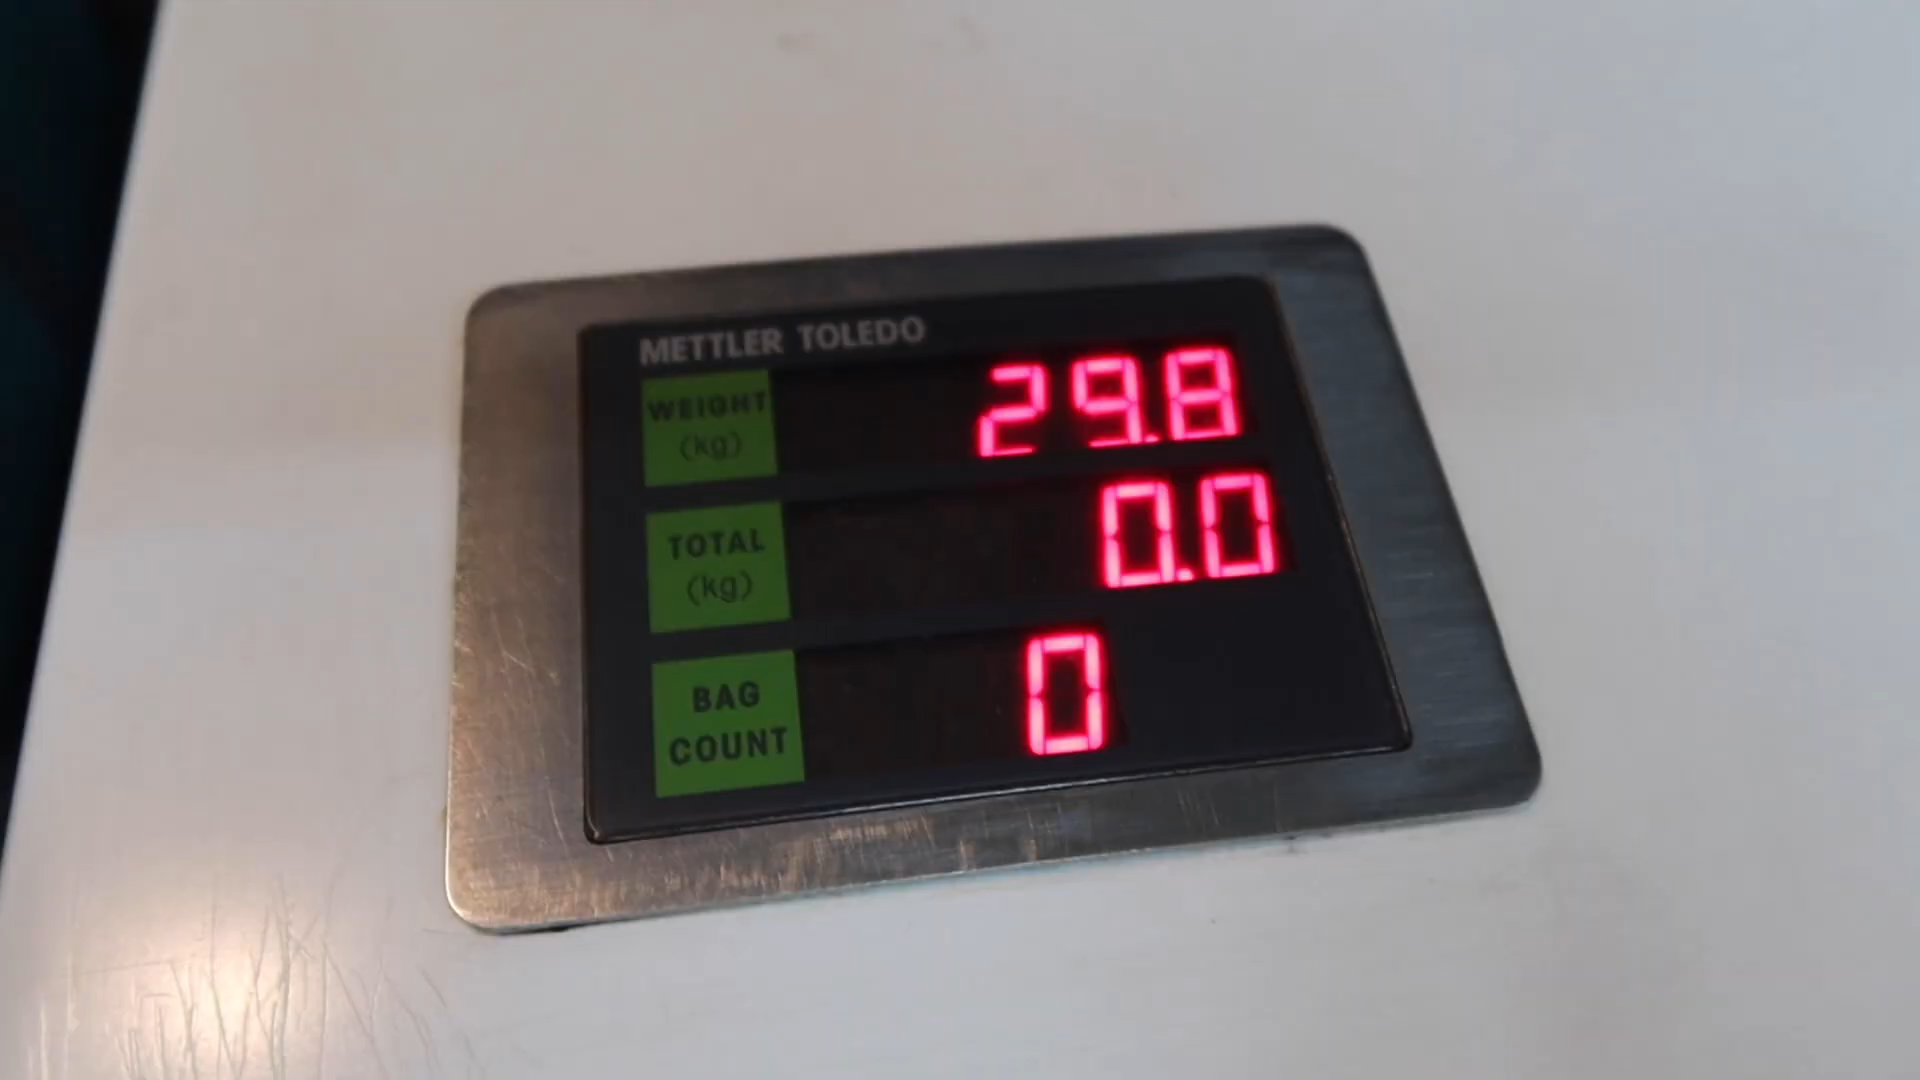 METTLER TOLEDO
WEIGHT 29.8
(kg)
TOTAL 0.0
(kg)
BAG 0
COUNT